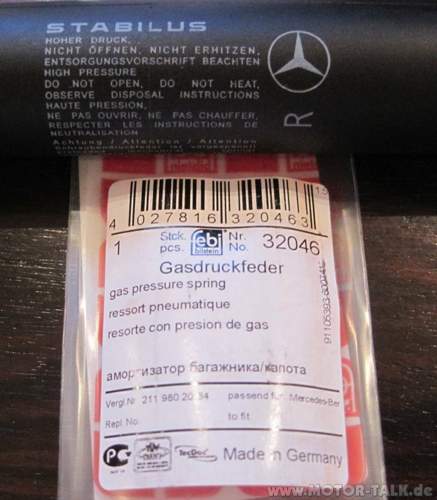 STABILUS
HOHER DRUCK,
NICHT ÖFFNEN, NICHT ERHITZEN,
ENTSORGUNGSVORSCHRIFT BEACHTEN
HIGH PRESSURE
DO NOT OPEN, DO NOT HEAT,
OBSERVE DISPOSAL INSTRUCTIONS
HAUTE PRESSION,
NE PAS OUVRIR, NE PAS CHAUFFER,
RESPECTER LES INSTRUCTIONS DE
NEUTRALISATION
Achtung / Attention / Attention
R
4 027816 320463
1 Stck. pcs. febi bilstein Nr. No. 32046
Gasdruckfeder
gas pressure spring
ressort pneumatique
resorte con presion de gas
амортизатор багажника/капота
Vergl.Nr. 211 980 20 34 passend für: Mercedes-Ben
Repl. No. to fit
TecDoc Made in Germany
www.MOTOR-TALK.de